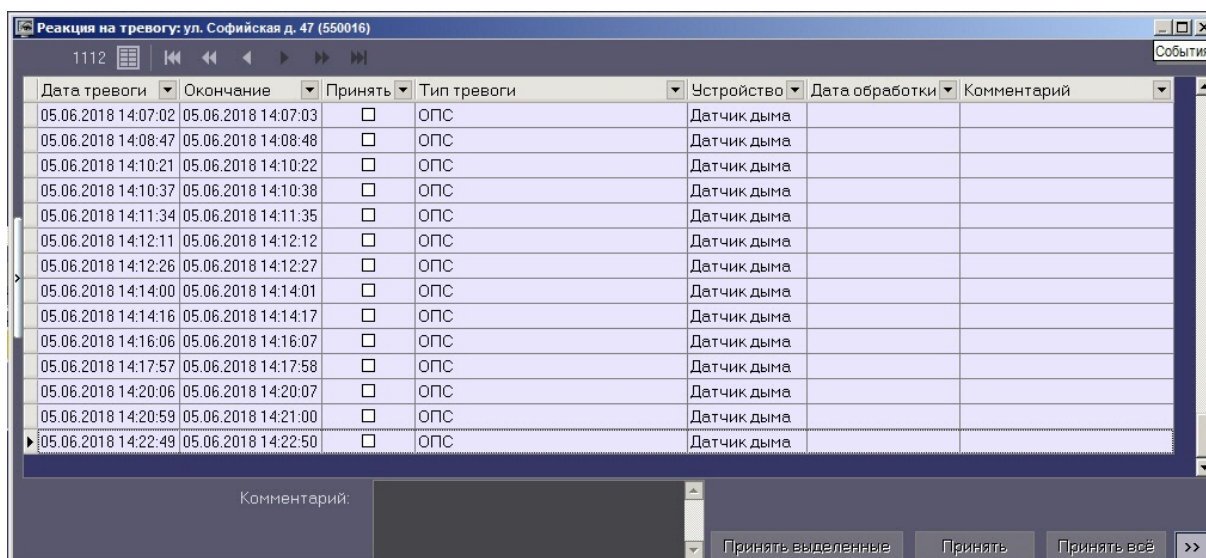 Реакция на тревогу: ул. Софийская д. 47 (550016)
1112
События
Дата тревоги Окончание Принять Тип тревоги Устройство Дата обработки Комментарий
05.06.2018 14:07:02 05.06.2018 14:07:03 ОПС Датчик дыма
05.06.2018 14:08:47 05.06.2018 14:08:48 ОПС Датчик дыма
05.06.2018 14:10:21 05.06.2018 14:10:22 ОПС Датчик дыма
05.06.2018 14:10:37 05.06.2018 14:10:38 ОПС Датчик дыма
05.06.2018 14:11:34 05.06.2018 14:11:35 ОПС Датчик дыма
05.06.2018 14:12:11 05.06.2018 14:12:12 ОПС Датчик дыма
05.06.2018 14:12:26 05.06.2018 14:12:27 ОПС Датчик дыма
05.06.2018 14:14:00 05.06.2018 14:14:01 ОПС Датчик дыма
05.06.2018 14:14:16 05.06.2018 14:14:17 ОПС Датчик дыма
05.06.2018 14:16:06 05.06.2018 14:16:07 ОПС Датчик дыма
05.06.2018 14:17:57 05.06.2018 14:17:58 ОПС Датчик дыма
05.06.2018 14:20:06 05.06.2018 14:20:07 ОПС Датчик дыма
05.06.2018 14:20:59 05.06.2018 14:21:00 ОПС Датчик дыма
05.06.2018 14:22:49 05.06.2018 14:22:50 ОПС Датчик дыма
Комментарий:
Принять выделенные Принять Принять всё >>